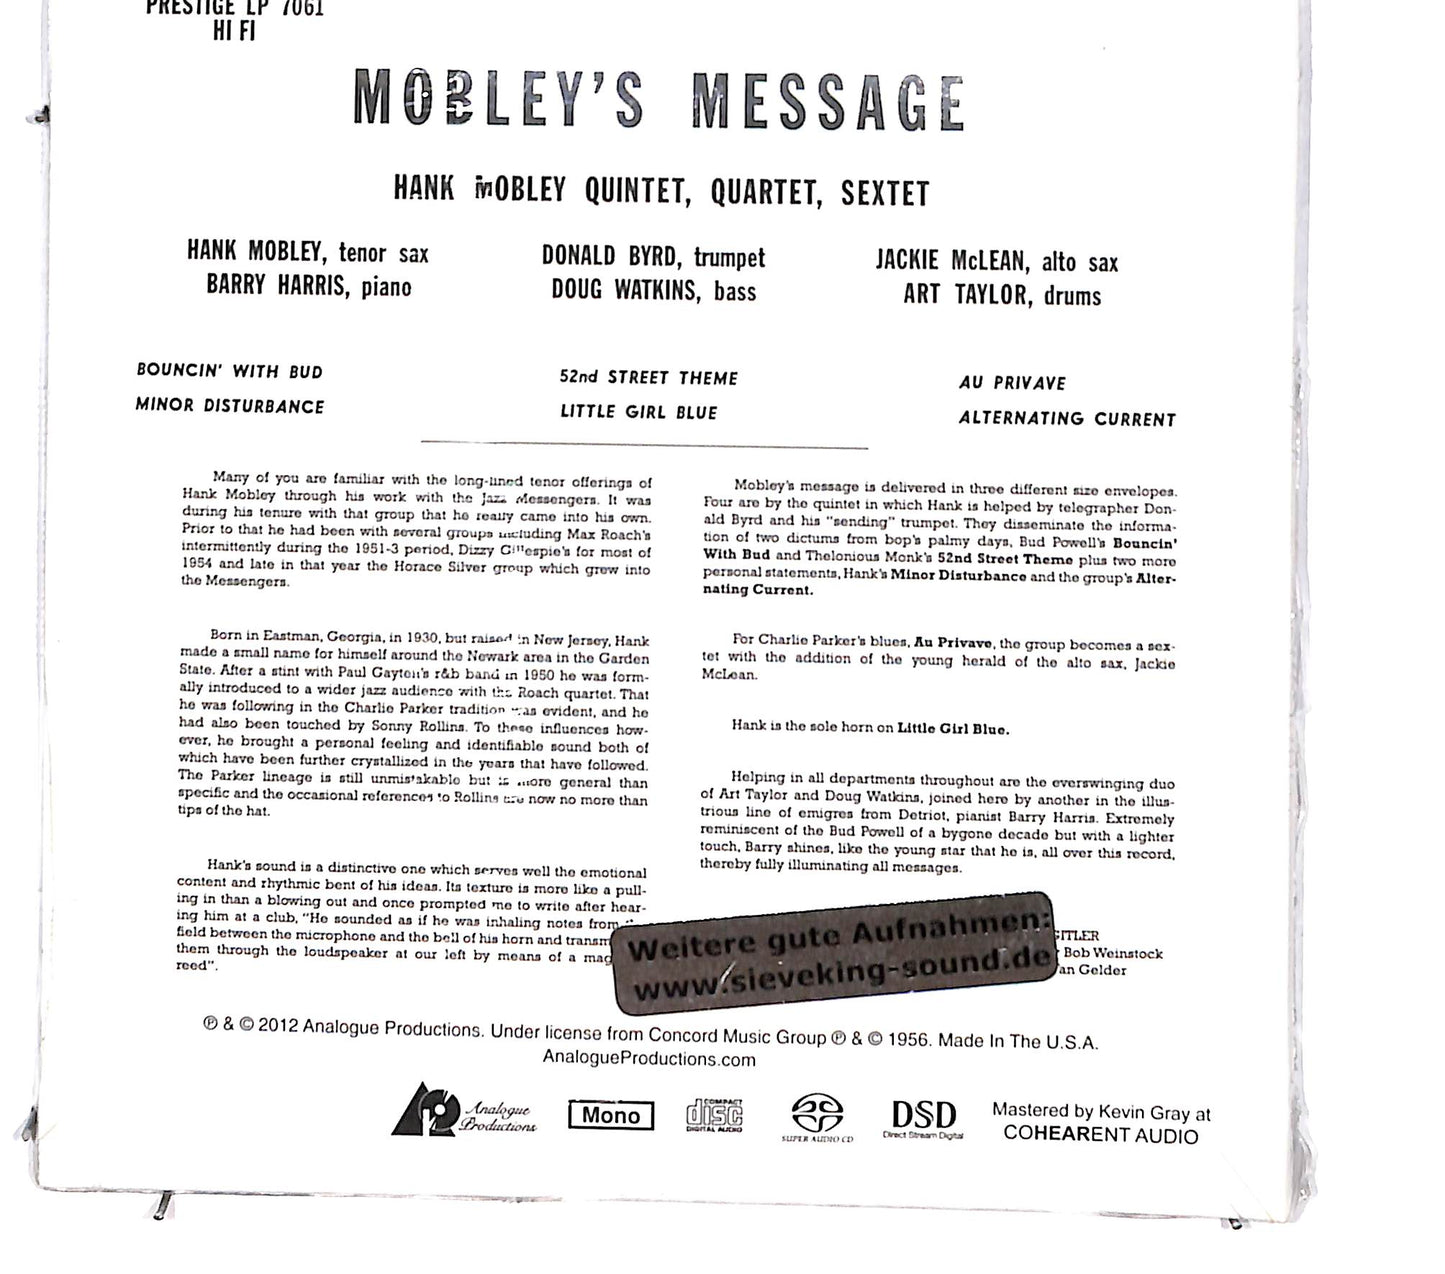 PRESTIGE LP 7061
HI FI
MOBLEY'S MESSAGE
HANK MOBLEY QUINTET, QUARTET, SEXTET
HANK MOBLEY, tenor sax
BARRY HARRIS, piano
DONALD BYRD, trumpet
DOUG WATKINS, bass
JACKIE McLEAN, alto sax
ART TAYLOR, drums
BOUNCIN' WITH BUD
MINOR DISTURBANCE
52nd STREET THEME
LITTLE GIRL BLUE
AU PRIVAVE
ALTERNATING CURRENT
Many of you are familiar with the long-lined tenor offerings of
Hank Mobley through his work with the Jazz Messengers. It was
during his tenure with that group that he really came into his own.
Prior to that he had been with several groups including Max Roach's
intermittently during the 1951-3 period, Dizzy Gillespie's for most of
1954 and late in that year the Horace Silver group which grew into
the Messengers.
Born in Eastman, Georgia, in 1930, but raised in New Jersey, Hank
made a small name for himself around the Newark area in the Garden
State. After a stint with Paul Gayten's r&b band in 1950 he was form-
ally introduced to a wider jazz audience with the Roach quartet. That
he was following in the Charlie Parker tradition was evident, and he
had also been touched by Sonny Rollins. To these influences how-
ever, he brought a personal feeling and identifiable sound both of
which have been further crystallized in the years that have followed.
The Parker lineage is still unmistakable but is more general than
specific and the occasional references to Rollins are now no more than
tips of the hat.
Hank's sound is a distinctive one which serves well the emotional
content and rhythmic bent of his ideas. Its texture is more like a pull-
ing in than a blowing out and once prompted me to write after hear-
ing him at a club, "He sounded as if he was inhaling notes from
field between the microphone and the bell of his horn and transm
them through the loudspeaker at our left by means of a mag
reed".
Mobley's message is delivered in three different size envelopes.
Four are by the quintet in which Hank is helped by telegrapher Don-
ald Byrd and his "sending" trumpet. They disseminate the informa-
tion of two dictums from bop's palmy days, Bud Powell's Bouncin'
With Bud and Thelonious Monk's 52nd Street Theme plus two more
personal statements, Hank's Minor Disturbance and the group's Alter-
nating Current.
For Charlie Parker's blues, Au Privave, the group becomes a sex-
tet with the addition of the young herald of the alto sax, Jackie
McLean.
Hank is the sole horn on Little Girl Blue.
Helping in all departments throughout are the everswinging duo
of Art Taylor and Doug Watkins, joined here by another in the illus-
trious line of emigres from Detriot, pianist Barry Harris. Extremely
reminiscent of the Bud Powell of a bygone decade but with a lighter
touch, Barry shines, like the young star that he is, all over this record,
thereby fully illuminating all messages.
ITLER
Bob Weinstock
an Gelder
Weitere gute Aufnahmen:
www.sieveking-sound.de
℗ & © 2012 Analogue Productions. Under license from Concord Music Group ℗ & © 1956. Made In The U.S.A.
AnalogueProductions.com
Analogue
Productions
Mono
COMPACT
disc
DIGITAL AUDIO
SUPER AUDIO CD
DSD
Direct Stream Digital
Mastered by Kevin Gray at
COHEARENT AUDIO